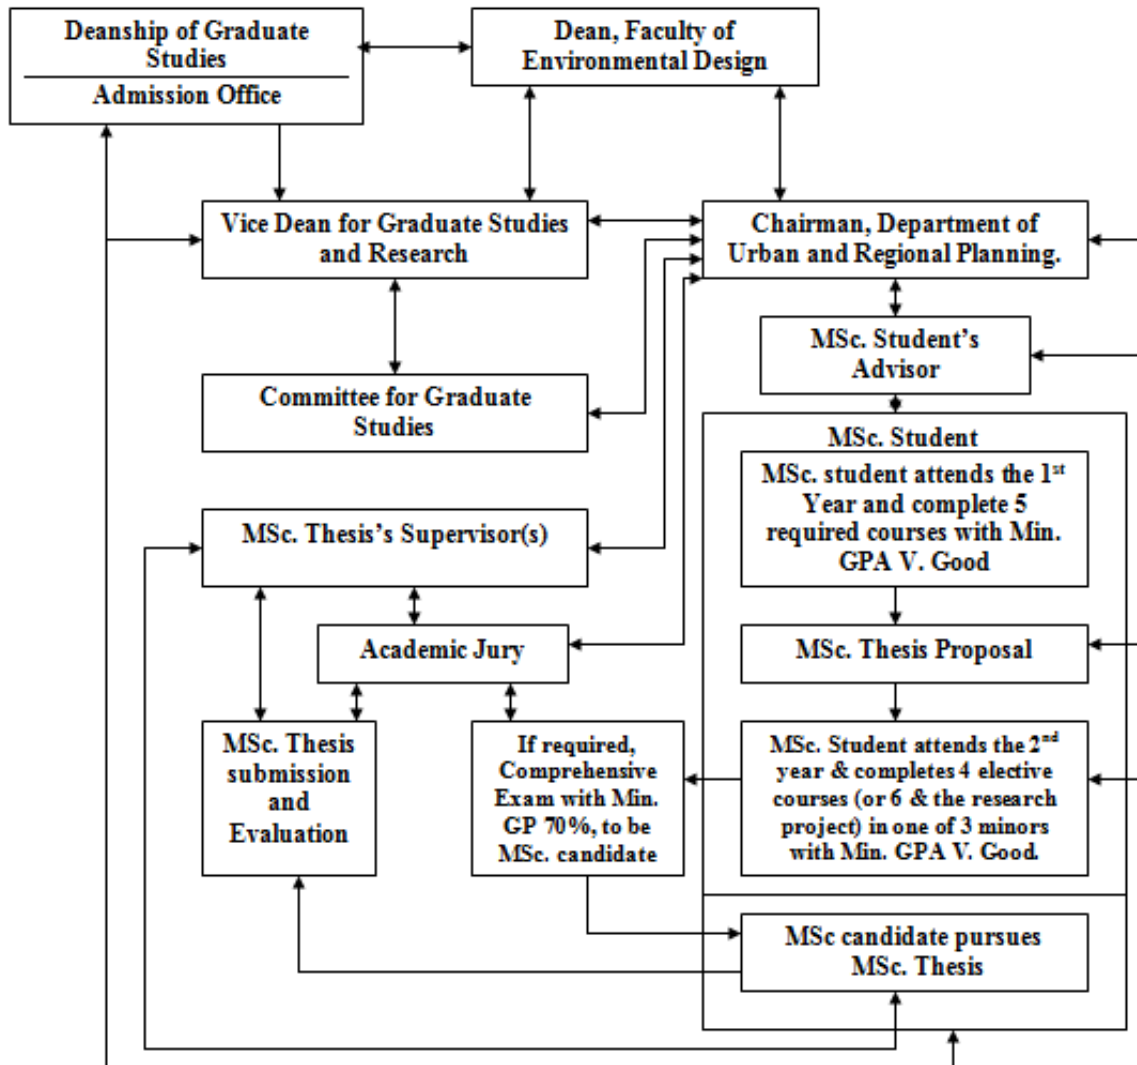 Deanship of Graduate
Studies
Admission Office
Dean, Faculty of
Environmental Design
Vice Dean for Graduate Studies
and Research
Chairman, Department of
Urban and Regional Planning.
MSc. Student's
Advisor
Committee for Graduate
Studies
MSc. Student
MSc. student attends the 1st
Year and complete 5
required courses with Min.
GPA V. Good
MSc. Thesis's Supervisor(s)
Academic Jury
MSc. Thesis Proposal
MSc. Thesis
submission
and
Evaluation
If required,
Comprehensive
Exam with Min.
GP 70%, to be
MSc. candidate
MSc. Student attends the 2nd
year & completes 4 elective
courses (or 6 & the research
project) in one of 3 minors
with Min. GPA V. Good.
MSc candidate pursues
MSc. Thesis